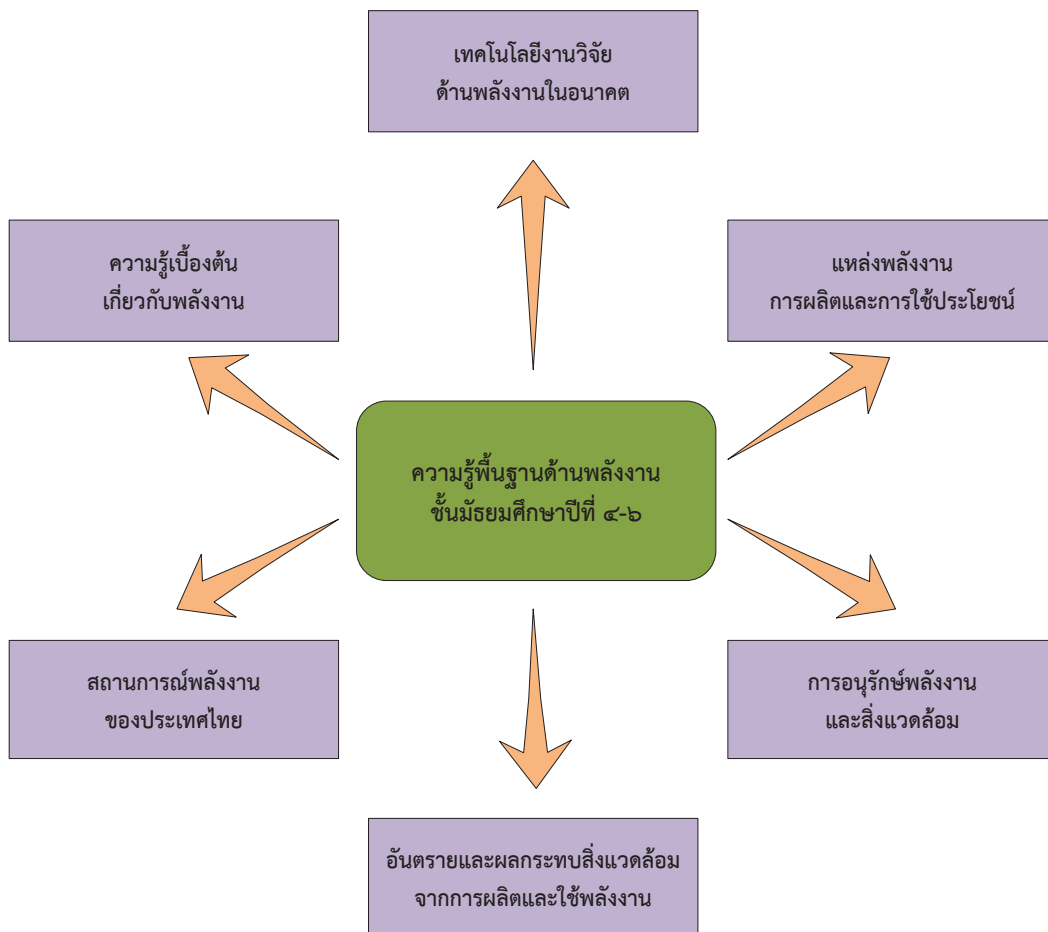 เทคโนโลยีงานวิจัย
ด้านพลังงานในอนาคต
ความรู้เบื้องต้น
เกี่ยวกับพลังงาน
แหล่งพลังงาน
การผลิตและการใช้ประโยชน์
ความรู้พื้นฐานด้านพลังงาน
ชั้นมัธยมศึกษาปีที่ ๔-๖
สถานการณ์พลังงาน
ของประเทศไทย
การอนุรักษ์พลังงาน
และสิ่งแวดล้อม
อันตรายและผลกระทบสิ่งแวดล้อม
จากการผลิตและใช้พลังงาน